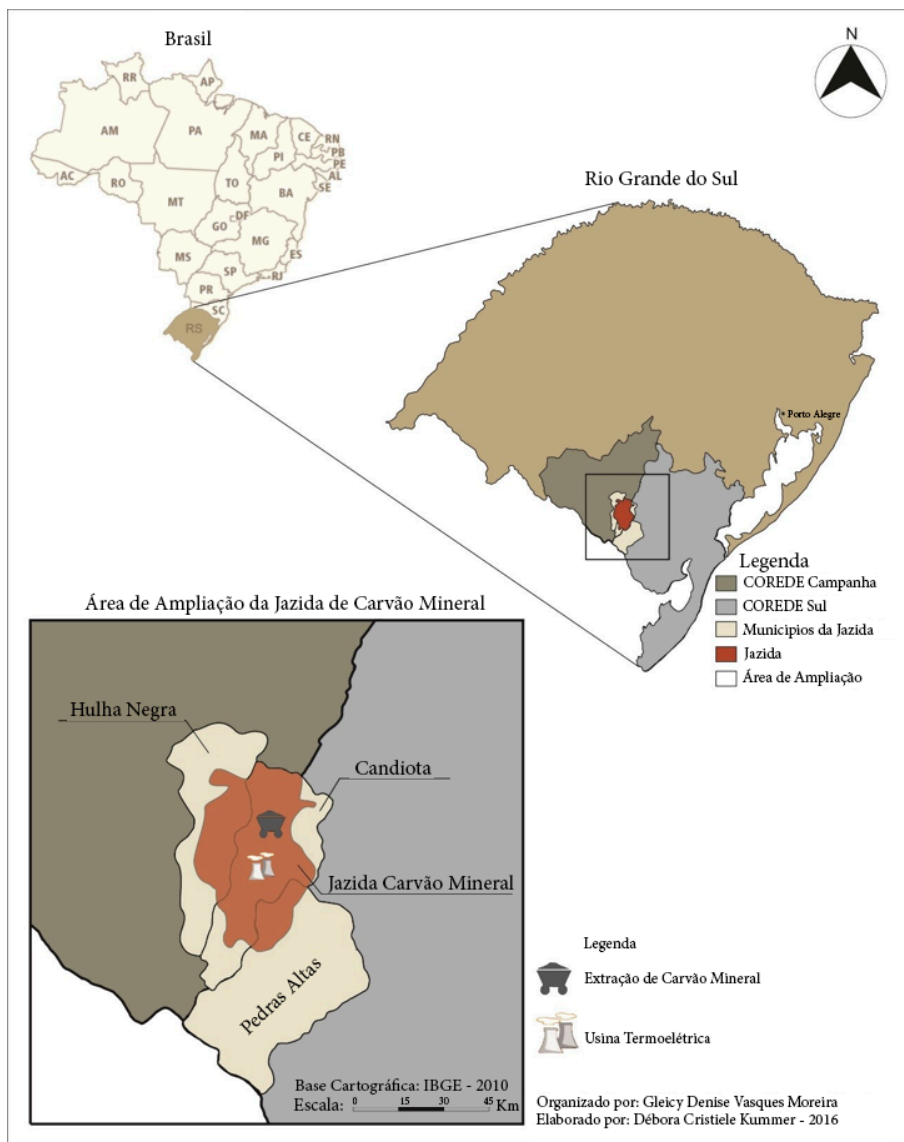 Brasil
N
RR
AP
AM
PA
MA
CE
RN
PB
PE
AL
SE
PI
AC
RO
TO
BA
MT
DF
GO
MG
ES
MS
SP
RJ
PR
SC
RS
Rio Grande do Sul
Porto Alegre
Legenda
COREDE Campanha
COREDE Sul
Municípios da Jazida
Jazida
Área de Ampliação
Área de Ampliação da Jazida de Carvão Mineral
Hulha Negra
Candiota
Jazida Carvão Mineral
Pedras Altas
Base Cartográfica: IBGE - 2010
Escala: 0 15 30 45 Km
Legenda
Extração de Carvão Mineral
Usina Termoelétrica
Organizado por: Gleicy Denise Vasques Moreira
Elaborado por: Débora Cristiele Kummer - 2016